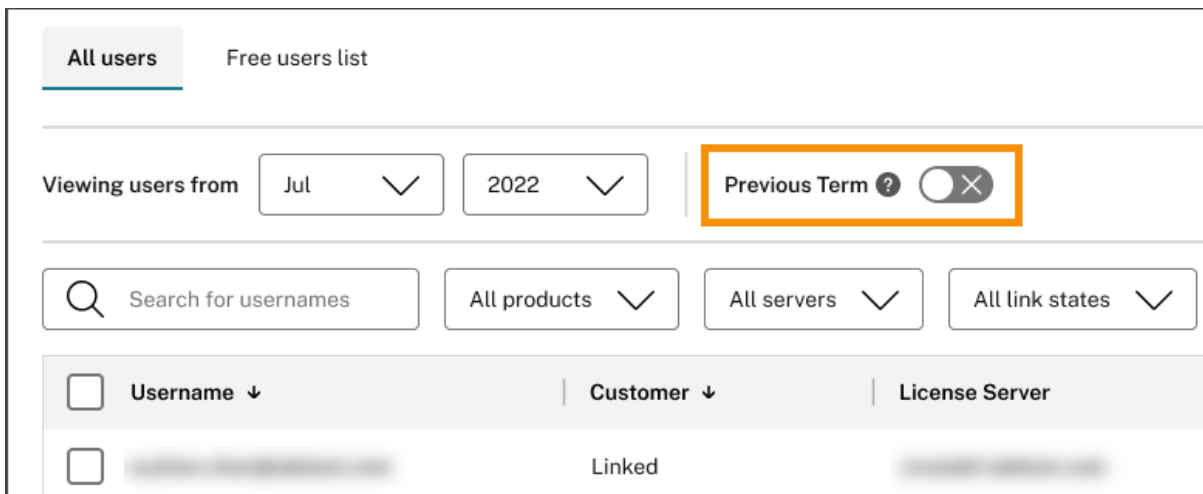 All users Free users list
Viewing users from Jul 2022 Previous Term ?
Search for usernames All products All servers All link states
Username ↓ Customer ↓ License Server
Linked